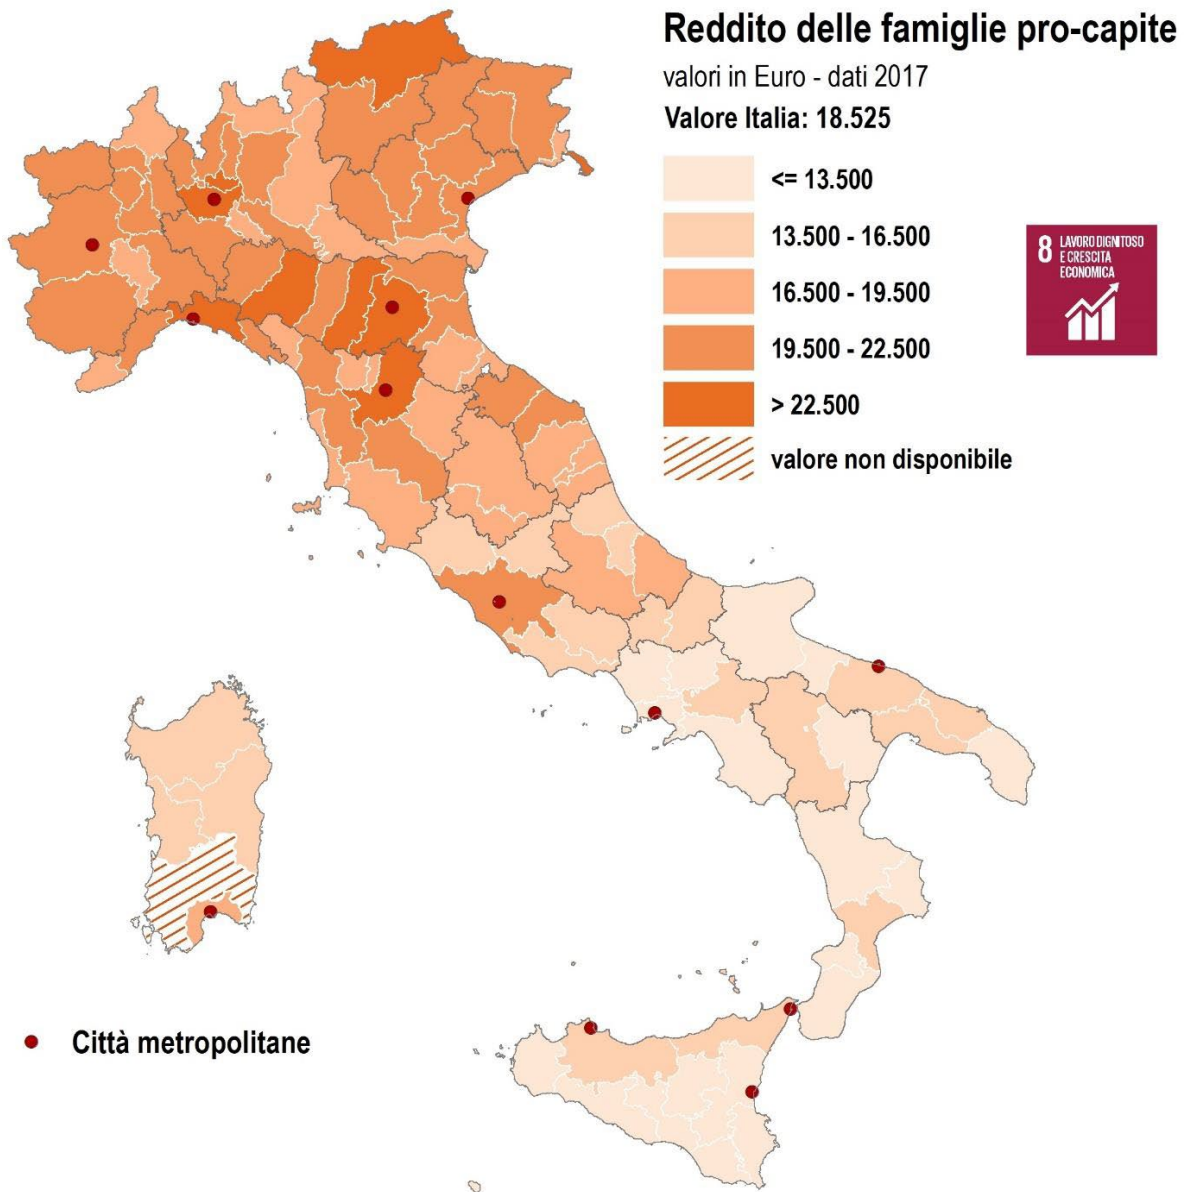 Reddito delle famiglie pro-capite
valori in Euro - dati 2017
Valore Italia: 18.525
<= 13.500
13.500 - 16.500
16.500 - 19.500
19.500 - 22.500
> 22.500
valore non disponibile
8 LAVORO DIGNITOSO
E CRESCITA
ECONOMICA
Città metropolitane